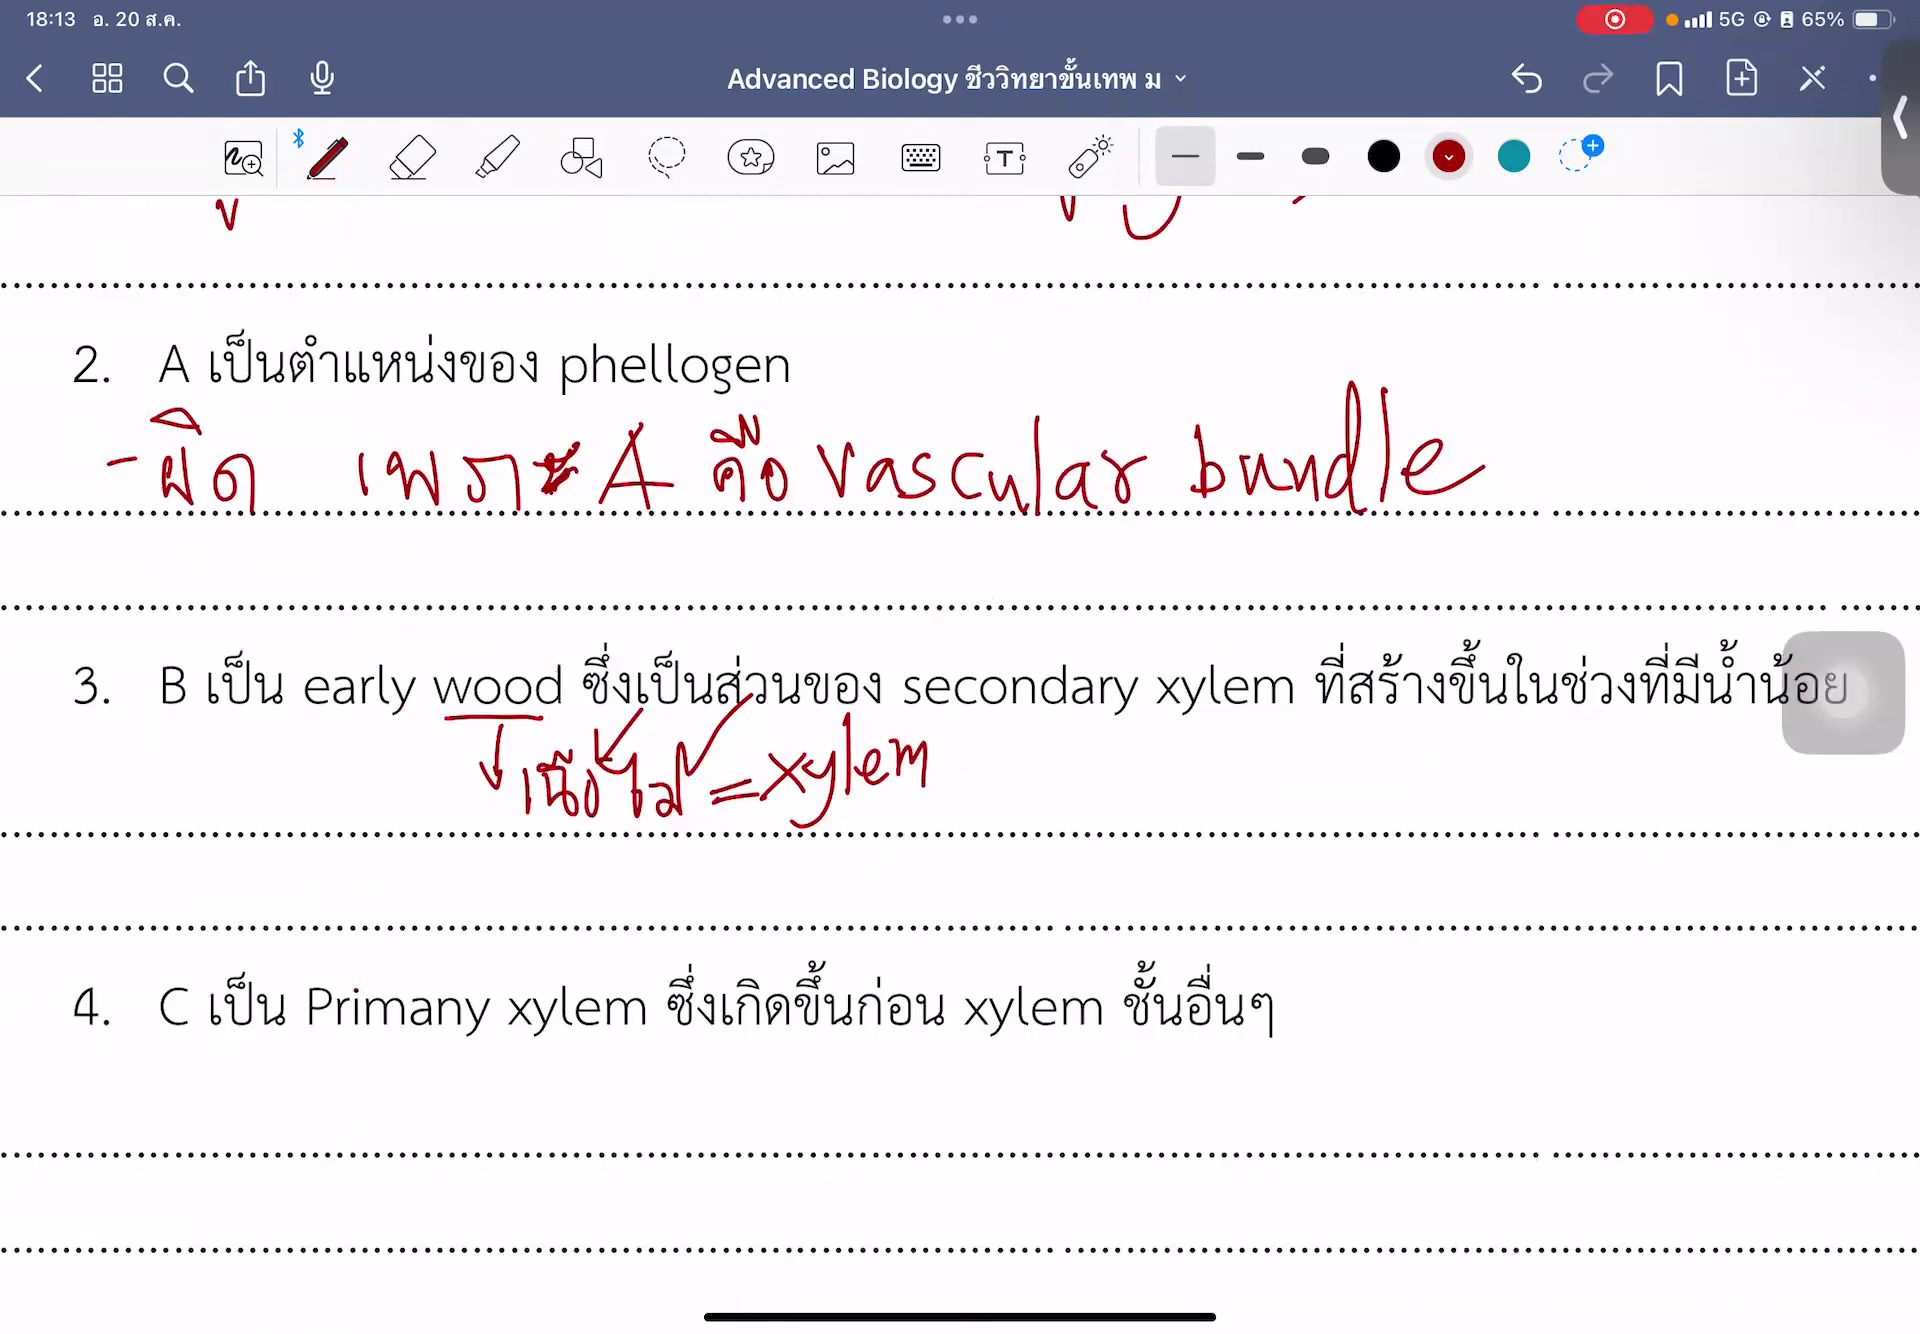 18:13 อ. 20 ส.ค. 5G 65%
Advanced Biology ชีววิทยาขั้นเทพ ม
2. A เป็นตำแหน่งของ phellogen
- ผิด เพราะ A คือ vascular bundle
3. B เป็น early wood ซึ่งเป็นส่วนของ secondary xylem ที่สร้างขึ้นในช่วงที่มีน้ำน้อย
เนื้อไม้ = xylem
4. C เป็น Primany xylem ซึ่งเกิดขึ้นก่อน xylem ชั้นอื่นๆ